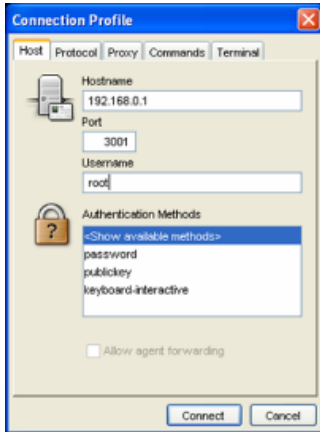 Connection Profile
Host Protocol Proxy Commands Terminal
Hostname
192.168.0.1
Port
3001
Username
root
?
Authentication Methods
<Show available methods>
password
publickey
keyboard-interactive
Allow agent forwarding
Connect Cancel